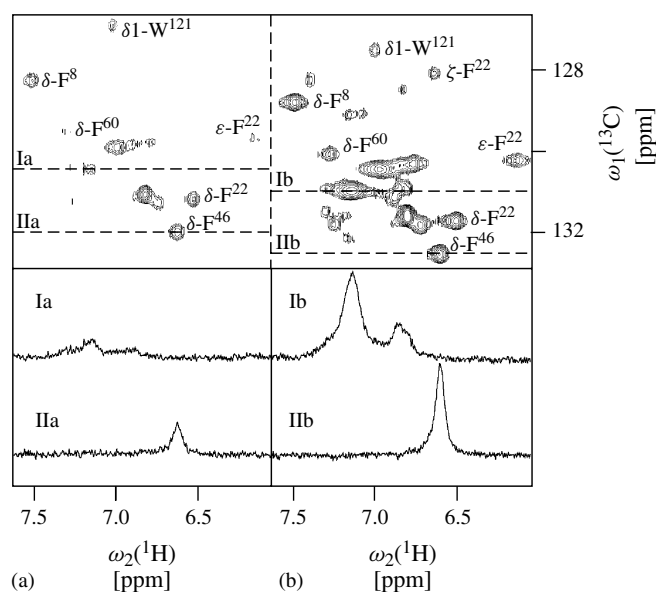 δ1-W¹²¹
δ1-W¹²¹
ζ-F²²
128
δ-F⁸
δ-F⁸
δ-F⁶⁰
ε-F²²
δ-F⁶⁰
ε-F²²
Ia
Ib
δ-F²²
δ-F²²
IIa
δ-F⁴⁶
IIb
δ-F⁴⁶
132
ω₁(¹³C)
[ppm]
Ia
Ib
IIa
IIb
7.5 7.0 6.5
7.5 7.0 6.5
ω₂(¹H)
[ppm]
ω₂(¹H)
[ppm]
(a)
(b)